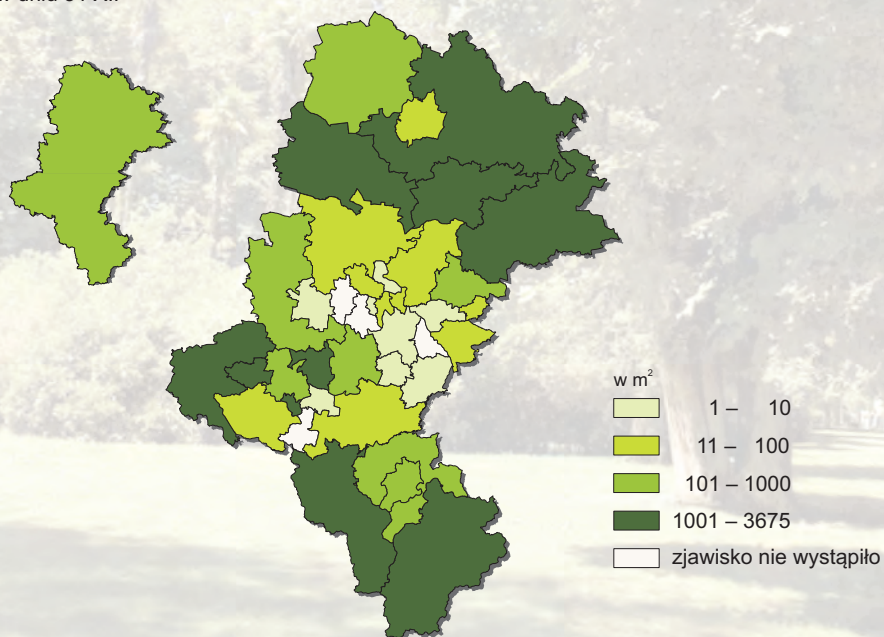 w m²
1 – 10
11 – 100
101 – 1000
1001 – 3675
zjawisko nie wystąpiło